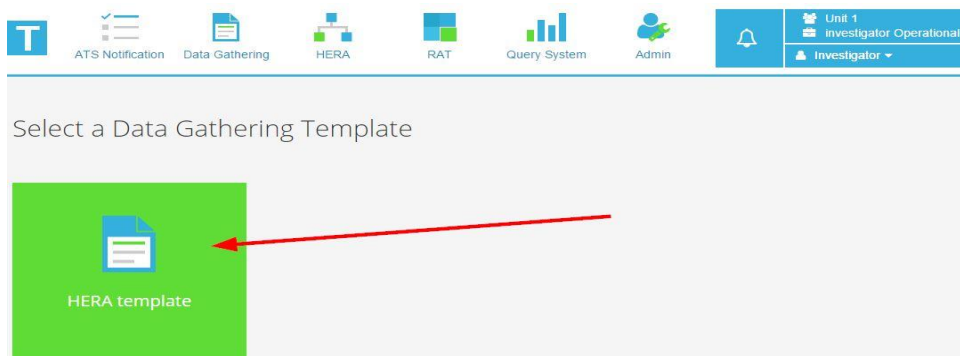 T
ATS Notification Data Gathering HERA RAT Query System Admin
Unit 1
investigator Operational
Investigator
Select a Data Gathering Template
HERA template